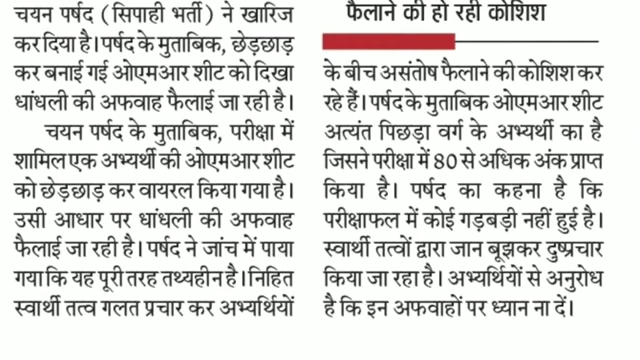 चयन पर्षद (सिपाही भर्ती) ने खारिज
कर दिया है। पर्षद के मुताबिक, छेड़छाड़
कर बनाई गई ओएमआर शीट को दिखा
धांधली की अफवाह फैलाई जा रही है।
चयन पर्षद के मुताबिक, परीक्षा में
शामिल एक अभ्यर्थी की ओएमआर शीट
को छेड़छाड़ कर वायरल किया गया है।
उसी आधार पर धांधली की अफवाह
फैलाई जा रही है। पर्षद ने जांच में पाया
गया कि यह पूरी तरह तथ्यहीन है। निहित
स्वार्थी तत्व गलत प्रचार कर अभ्यर्थियों
फैलाने की हो रही कोशिश
के बीच असंतोष फैलाने की कोशिश कर
रहे हैं। पर्षद के मुताबिक ओएमआर शीट
अत्यंत पिछड़ा वर्ग के अभ्यर्थी का है
जिसने परीक्षा में 80 से अधिक अंक प्राप्त
किया है। पर्षद का कहना है कि
परीक्षाफल में कोई गड़बड़ी नहीं हुई है।
स्वार्थी तत्वों द्वारा जान बूझकर दुष्प्रचार
किया जा रहा है। अभ्यर्थियों से अनुरोध
है कि इन अफवाहों पर ध्यान ना दें।